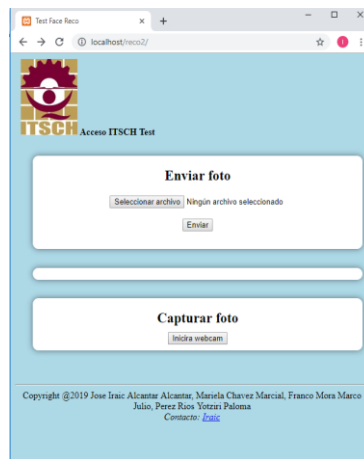 Test Face Reco
localhost/reco2/
ITSCH
Acceso ITSCH Test
Enviar foto
Seleccionar archivo Ningún archivo seleccionado
Enviar
Capturar foto
Inicira webcam
Copyright @2019 Jose Iraic Alcantar Alcantar, Mariela Chavez Marcial, Franco Mora Marco
Julio, Perez Rios Yotziri Paloma
Contacto: Iraic